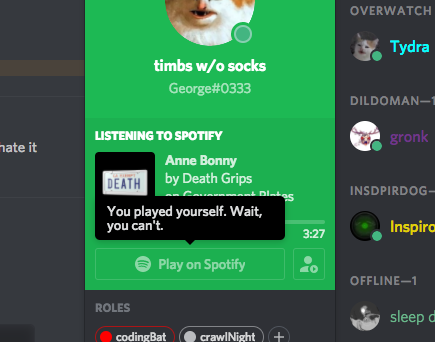 OVERWATCH
Tydra
timbs w/o socks
George#0333
hate it
DILDOMAN—1
gronk
LISTENING TO SPOTIFY
Anne Bonny
by Death Grips
on Government Plates
DEATH
You played yourself. Wait,
you can't.
3:27
Play on Spotify
INSDPIRDOG—
Inspiro
OFFLINE—1
sleep d
ROLES
codingBat
crawlNight